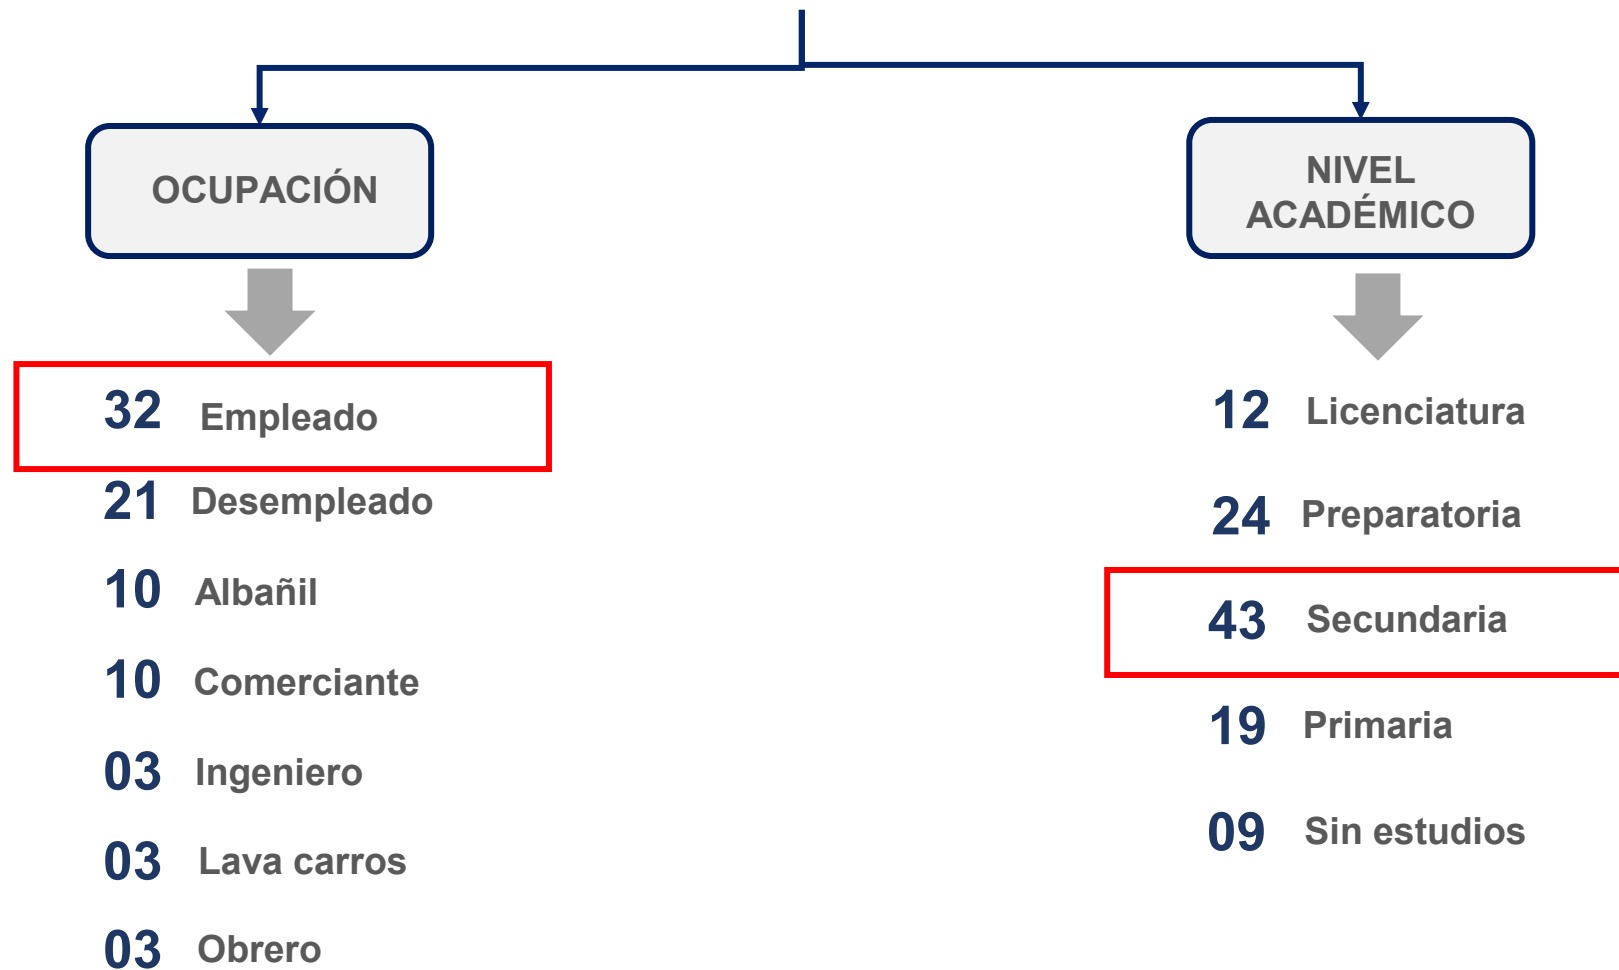 OCUPACIÓN
32 Empleado
21 Desempleado
10 Albañil
10 Comerciante
03 Ingeniero
03 Lava carros
03 Obrero
NIVEL
ACADÉMICO
12 Licenciatura
24 Preparatoria
43 Secundaria
19 Primaria
09 Sin estudios